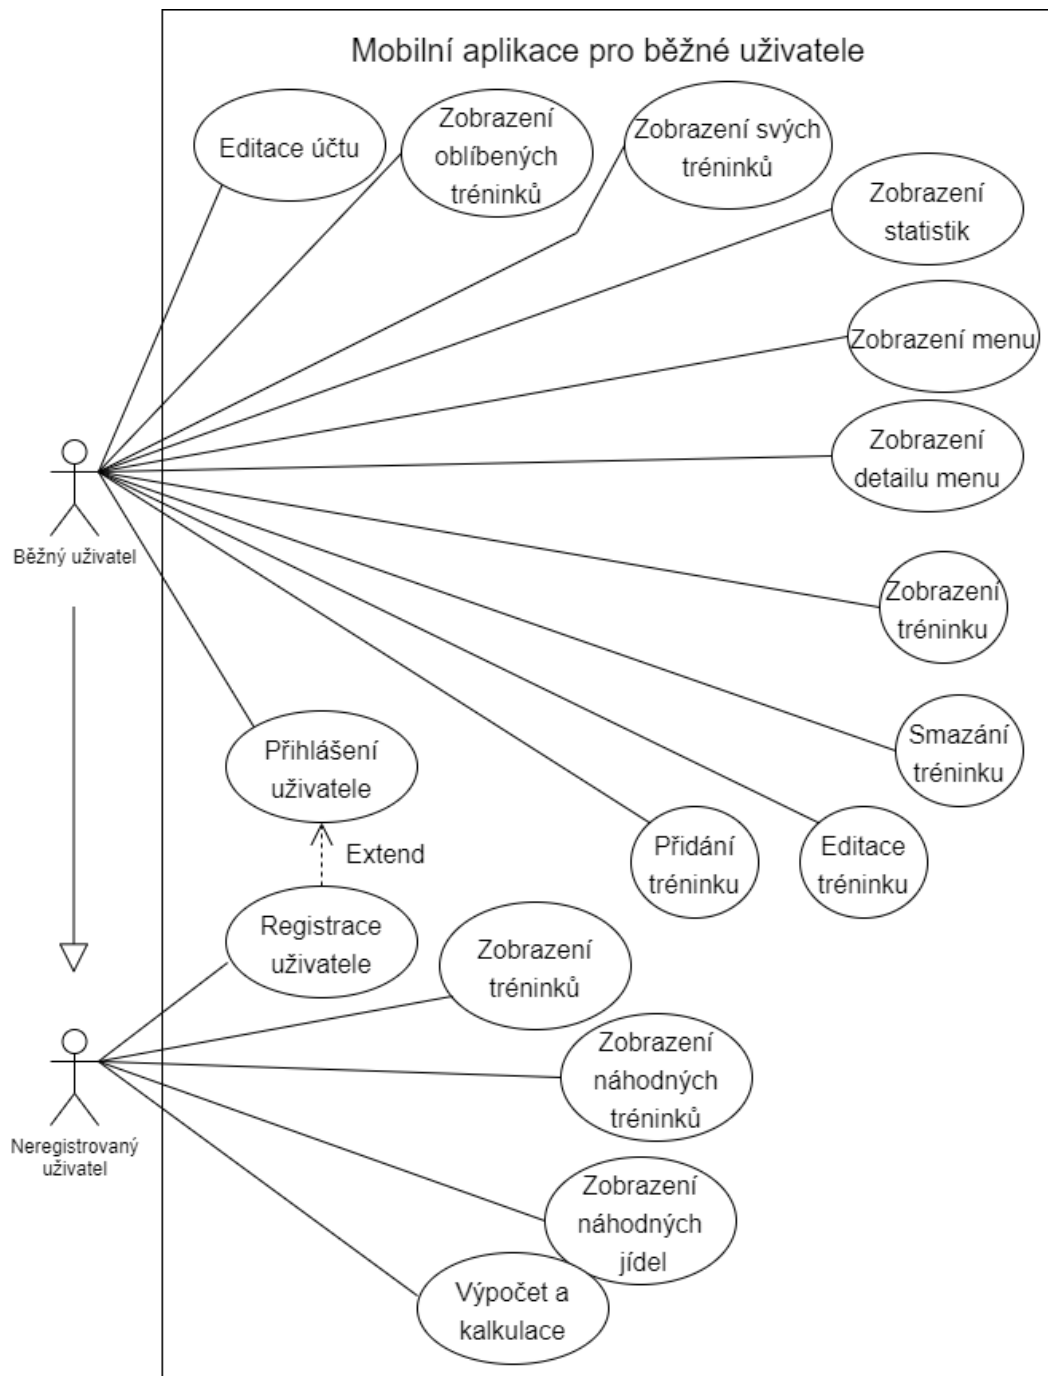 Mobilní aplikace pro běžné uživatele
Editace účtu
Zobrazení
oblíbených
tréninků
Zobrazení svých
tréninků
Zobrazení
statistik
Zobrazení menu
Zobrazení
detailu menu
Běžný uživatel
Zobrazení
tréninku
Smazání
tréninku
Přihlášení
uživatele
Extend
Přidání
tréninku
Editace
tréninku
Registrace
uživatele
Zobrazení
tréninků
Zobrazení
náhodných
tréninků
Neregistrovaný
uživatel
Zobrazení
náhodných
jídel
Výpočet a
kalkulace